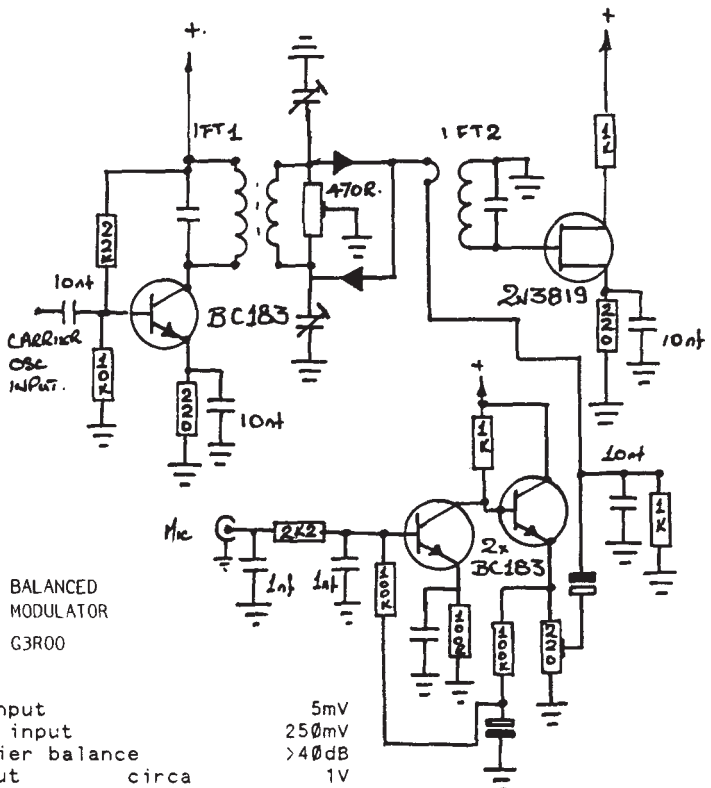 +
+
IFT1
IFT2
1K
470R.
22K
10nf
BC183
2N3819
CARRIER
OSC
INPUT.
10K
220
10nf
220
10nf
+
1K
10nf
Mic
2K2
2x
BC183
1K
1nf
1nf
100K
100R
100K
220
BALANCED
MODULATOR
G3ROO
nput 5mV
input 250mV
ier balance >40dB
ut circa 1V